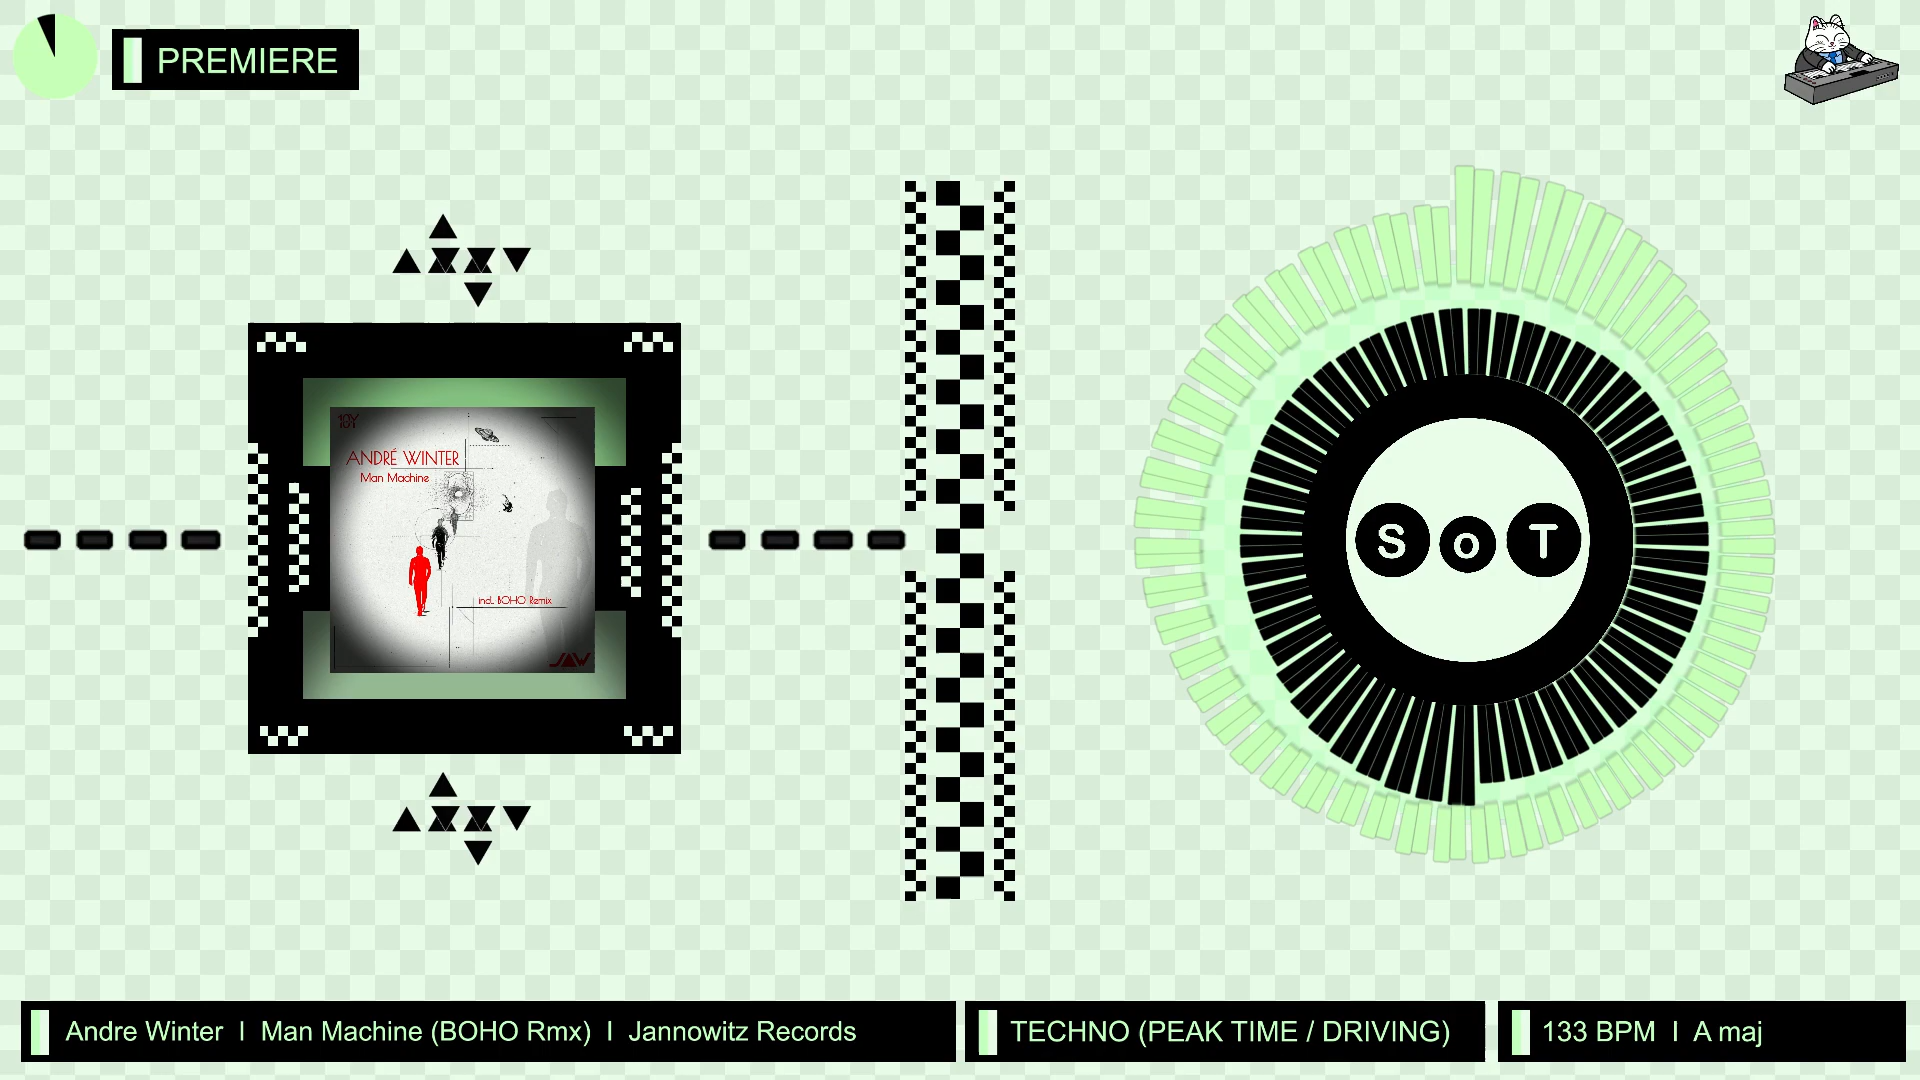 PREMIERE
ANDRÉ WINTER
Man Machine
incl. BOHO Remix
JAW
S o T
Andre Winter I Man Machine (BOHO Rmx) I Jannowitz Records
TECHNO (PEAK TIME / DRIVING)
133 BPM I A maj